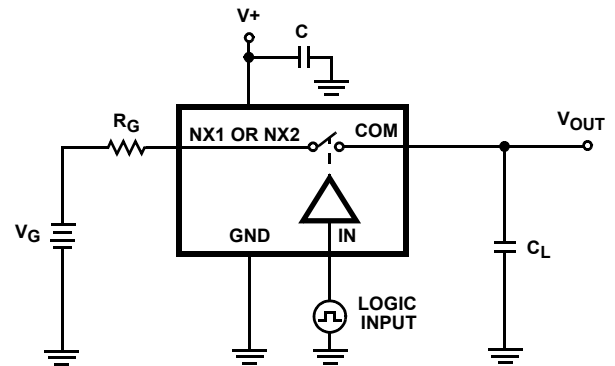 V+
C
RG
NX1 OR NX2
COM
VOUT
VG
GND
IN
CL
LOGIC
INPUT